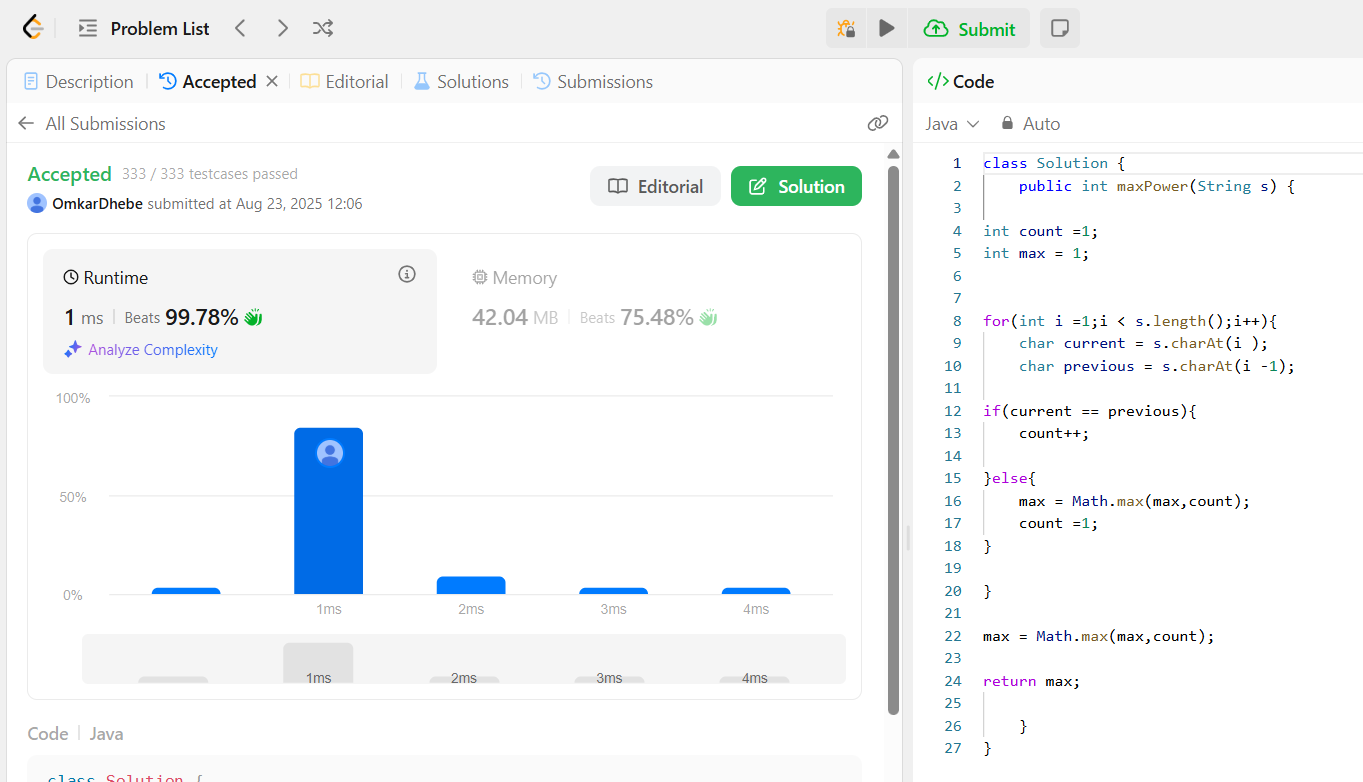 Problem List
Submit
Description Accepted Editorial Solutions Submissions
All Submissions
Accepted 333 / 333 testcases passed
OmkarDhebe submitted at Aug 23, 2025 12:06
Editorial Solution
Runtime
1 ms Beats 99.78%
Analyze Complexity
Memory
42.04 MB Beats 75.48%
100%
50%
0%
1ms 2ms 3ms 4ms
1ms 2ms 3ms 4ms
Code Java
class Solution {
</> Code
Java Auto
1 class Solution {
2 public int maxPower(String s) {
3
4 int count =1;
5 int max = 1;
6
7
8 for(int i =1;i < s.length();i++){
9 char current = s.charAt(i );
10 char previous = s.charAt(i -1);
11
12 if(current == previous){
13 count++;
14
15 }else{
16 max = Math.max(max,count);
17 count =1;
18 }
19
20 }
21
22 max = Math.max(max,count);
23
24 return max;
25
26 }
27 }